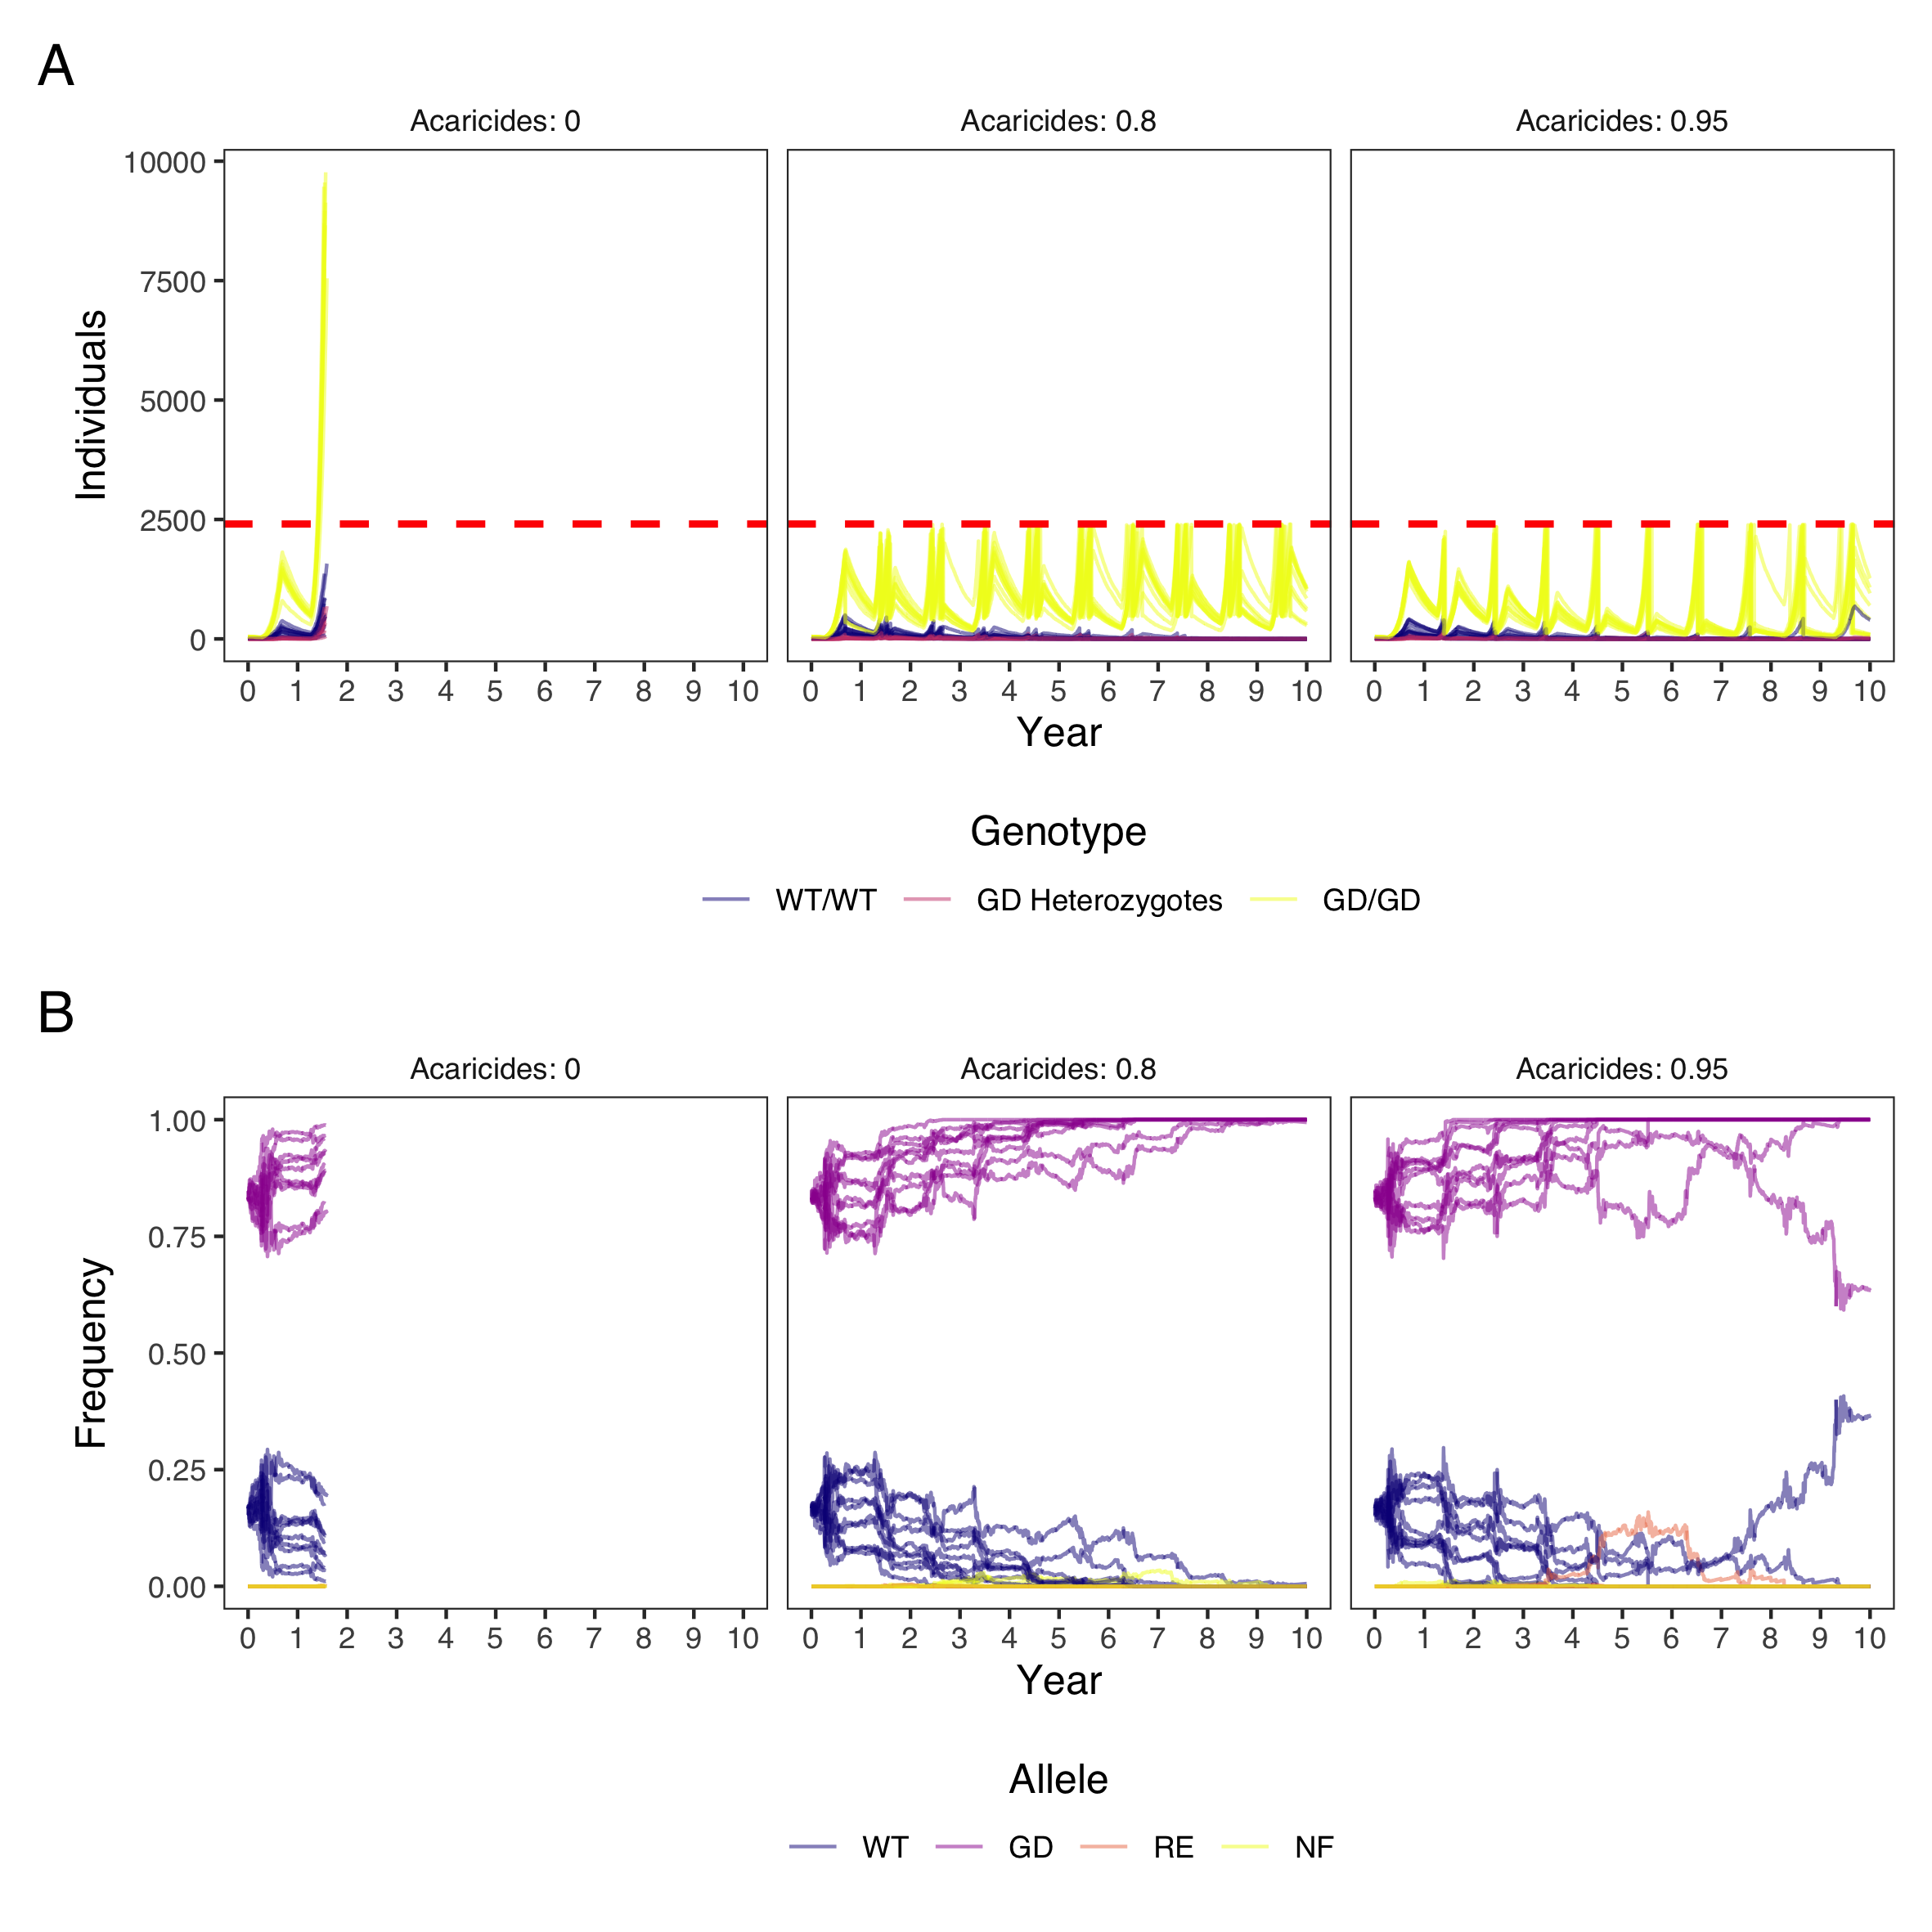 A
Acaricides: 0 Acaricides: 0.8 Acaricides: 0.95
10000
7500
5000
2500
0
Individuals
0 1 2 3 4 5 6 7 8 9 10 0 1 2 3 4 5 6 7 8 9 10 0 1 2 3 4 5 6 7 8 9 10
Year
Genotype
WT/WT GD Heterozygotes GD/GD
B
Acaricides: 0 Acaricides: 0.8 Acaricides: 0.95
1.00
0.75
0.50
0.25
0.00
Frequency
0 1 2 3 4 5 6 7 8 9 10 0 1 2 3 4 5 6 7 8 9 10 0 1 2 3 4 5 6 7 8 9 10
Year
Allele
WT GD RE NF